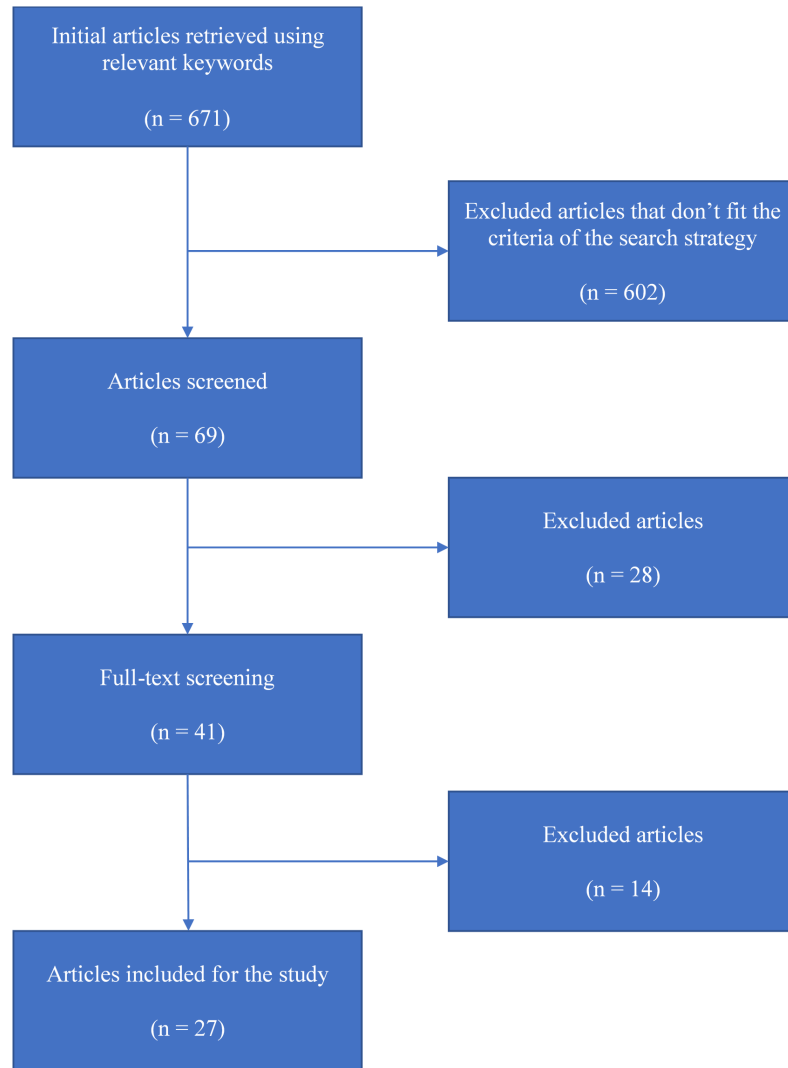 Initial articles retrieved using
relevant keywords
(n = 671)
Excluded articles that don’t fit the
criteria of the search strategy
(n = 602)
Articles screened
(n = 69)
Excluded articles
(n = 28)
Full-text screening
(n = 41)
Excluded articles
(n = 14)
Articles included for the study
(n = 27)